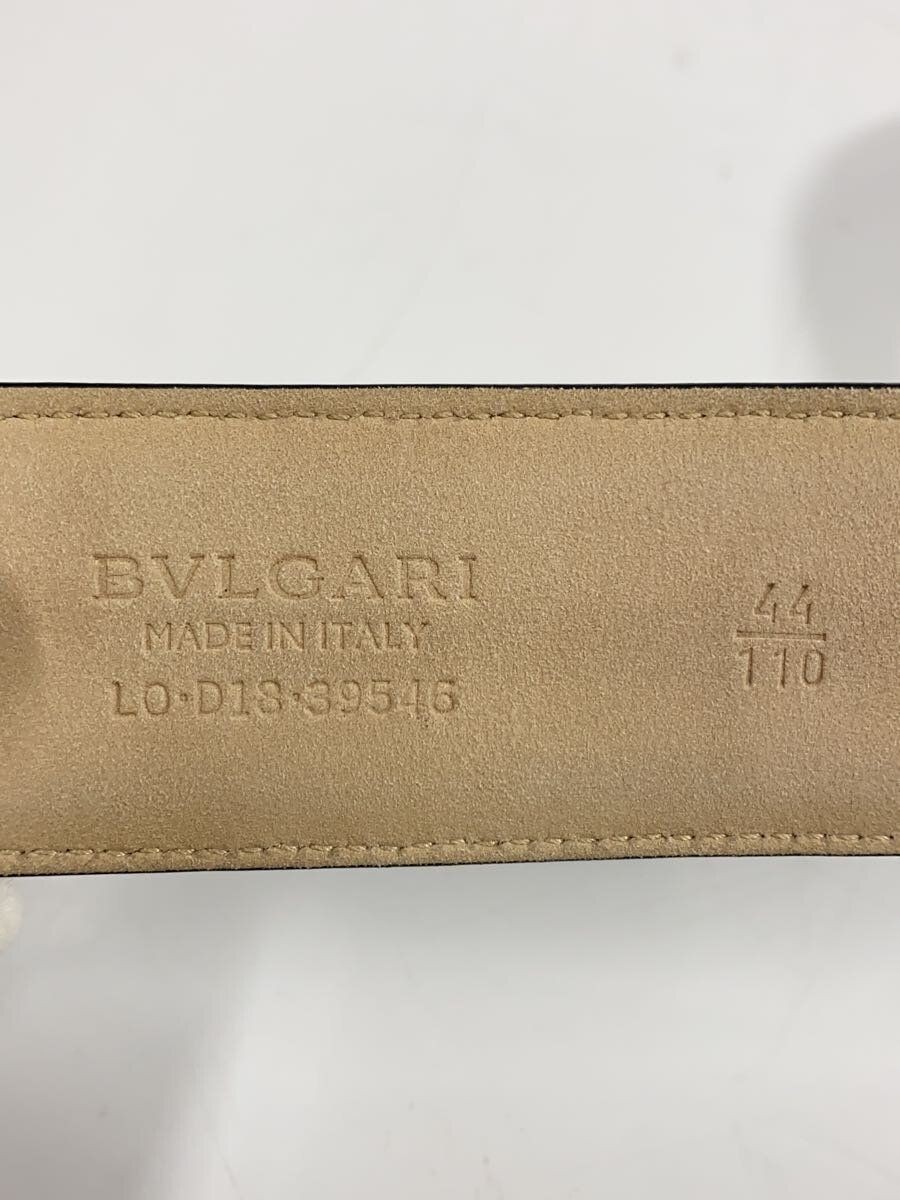 BVLGARI
MADE IN ITALY
LO·D13·39546
44
110